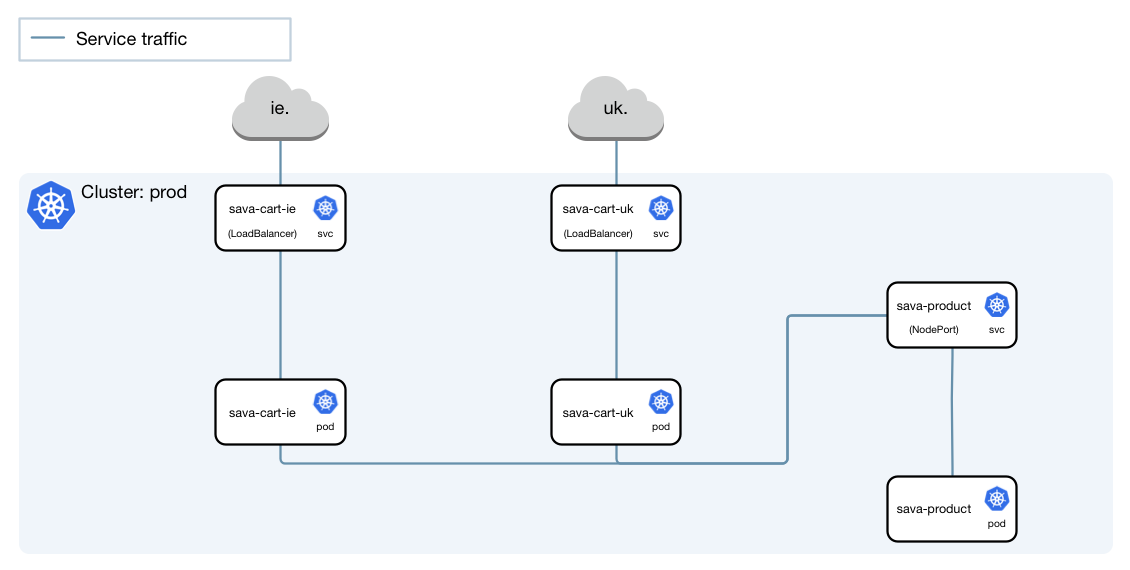 Service traffic
ie.
uk.
Cluster: prod
sava-cart-ie
(LoadBalancer) svc
sava-cart-uk
(LoadBalancer) svc
sava-product
(NodePort) svc
sava-cart-ie
pod
sava-cart-uk
pod
sava-product
pod